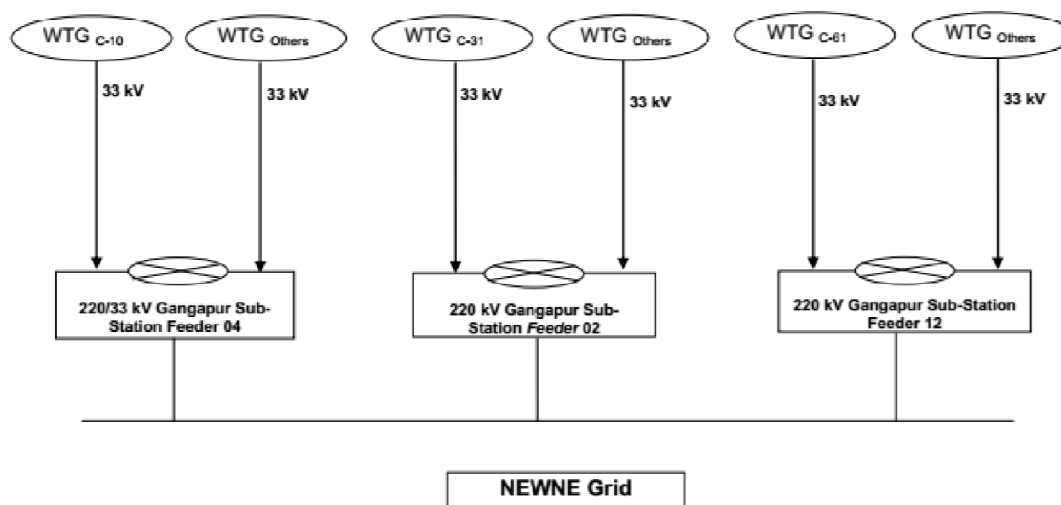 WTG C-10
WTG Others
WTG C-31
WTG Others
WTG C-61
WTG Others
33 kV
33 kV
33 kV
33 kV
33 kV
33 kV
220/33 kV Gangapur Sub-
Station Feeder 04
220 kV Gangapur Sub-
Station Feeder 02
220 kV Gangapur Sub-Station
Feeder 12
NEWNE Grid